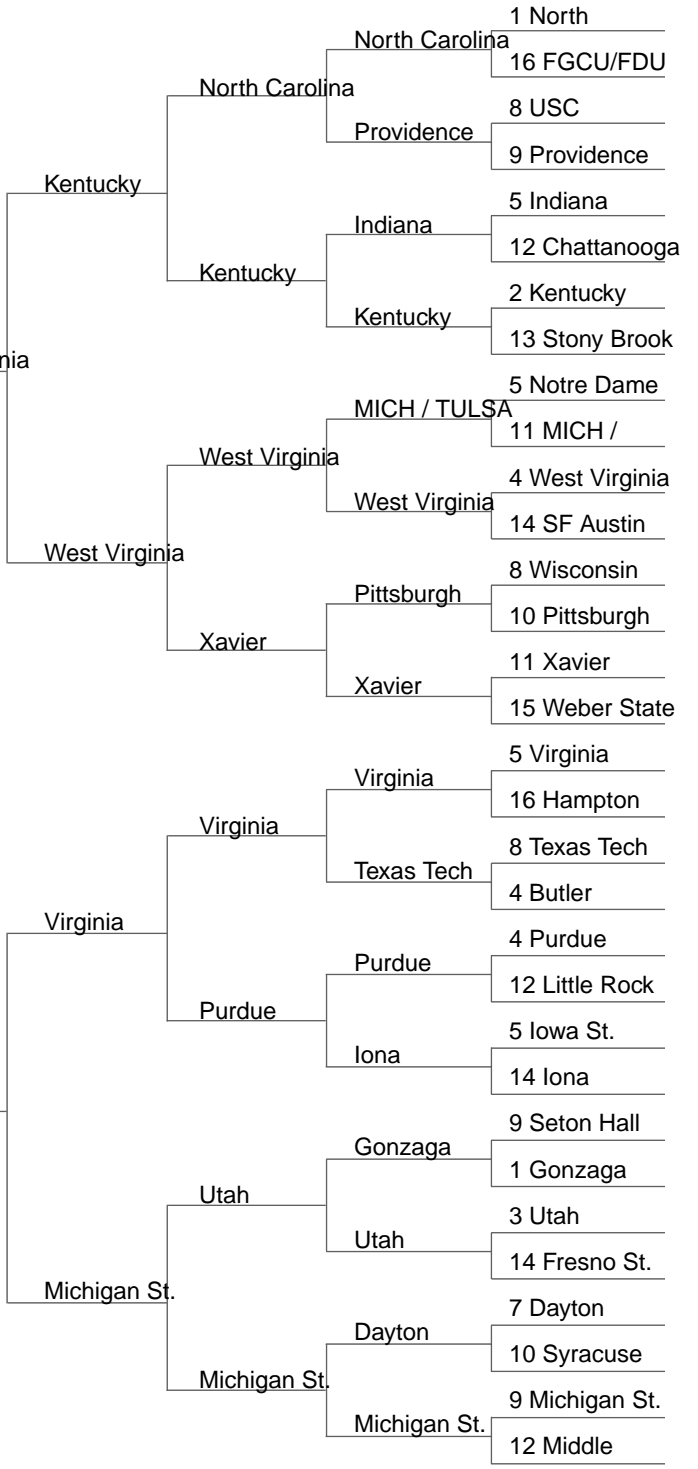 1 North
North Carolina
16 FGCU/FDU
North Carolina
8 USC
Providence
9 Providence
Kentucky
5 Indiana
Indiana
12 Chattanooga
Kentucky
2 Kentucky
Kentucky
13 Stony Brook
nia
5 Notre Dame
MICH / TULSA
11 MICH /
West Virginia
4 West Virginia
West Virginia
14 SF Austin
West Virginia
8 Wisconsin
Pittsburgh
10 Pittsburgh
Xavier
11 Xavier
Xavier
15 Weber State
5 Virginia
Virginia
16 Hampton
Virginia
8 Texas Tech
Texas Tech
4 Butler
Virginia
4 Purdue
Purdue
12 Little Rock
Purdue
5 Iowa St.
Iona
14 Iona
9 Seton Hall
Gonzaga
1 Gonzaga
Utah
3 Utah
Utah
14 Fresno St.
Michigan St.
7 Dayton
Dayton
10 Syracuse
Michigan St.
9 Michigan St.
Michigan St.
12 Middle